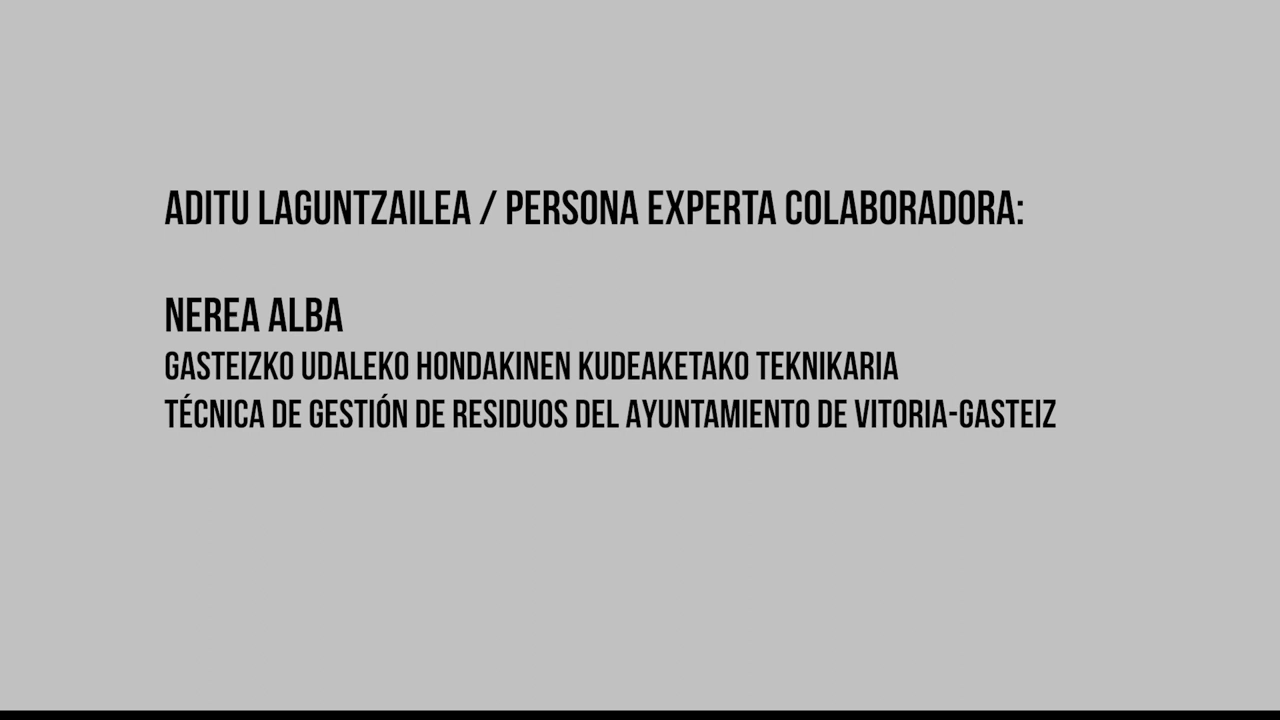 ADITU LAGUNTZAILEA / PERSONA EXPERTA COLABORADORA:
NEREA ALBA
GASTEIZKO UDALEKO HONDAKINEN KUDEAKETAKO TEKNIKARIA
TÉCNICA DE GESTIÓN DE RESIDUOS DEL AYUNTAMIENTO DE VITORIA-GASTEIZ